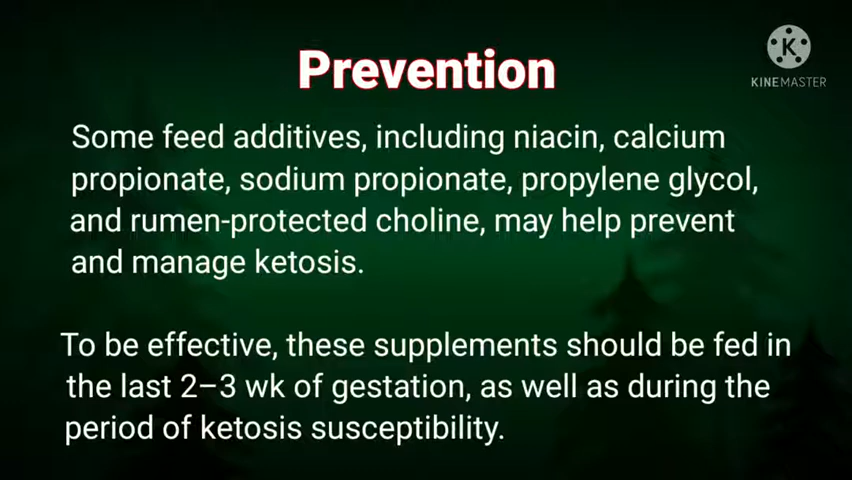 Prevention
K
KINEMASTER
Some feed additives, including niacin, calcium
propionate, sodium propionate, propylene glycol,
and rumen-protected choline, may help prevent
and manage ketosis.
To be effective, these supplements should be fed in
the last 2–3 wk of gestation, as well as during the
period of ketosis susceptibility.